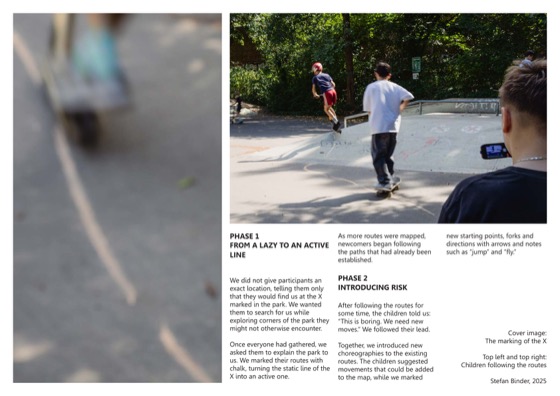 PHASE 1
FROM A LAZY TO AN ACTIVE
LINE
We did not give participants an
exact location, telling them only
that they would find us at the X
marked in the park. We wanted
them to search for us while
exploring corners of the park they
might not otherwise encounter.
Once everyone had gathered, we
asked them to explain the park to
us. We marked their routes with
chalk, turning the static line of the
X into an active one.
As more routes were mapped,
newcomers began following
the paths that had already been
established.
PHASE 2
INTRODUCING RISK
After following the routes for
some time, the children told us:
“This is boring. We need new
moves.” We followed their lead.
Together, we introduced new
choreographies to the existing
routes. The children suggested
movements that could be added
to the map, while we marked
new starting points, forks and
directions with arrows and notes
such as “jump” and “fly.”
Cover image:
The marking of the X
Top left and top right:
Children following the routes
Stefan Binder, 2025